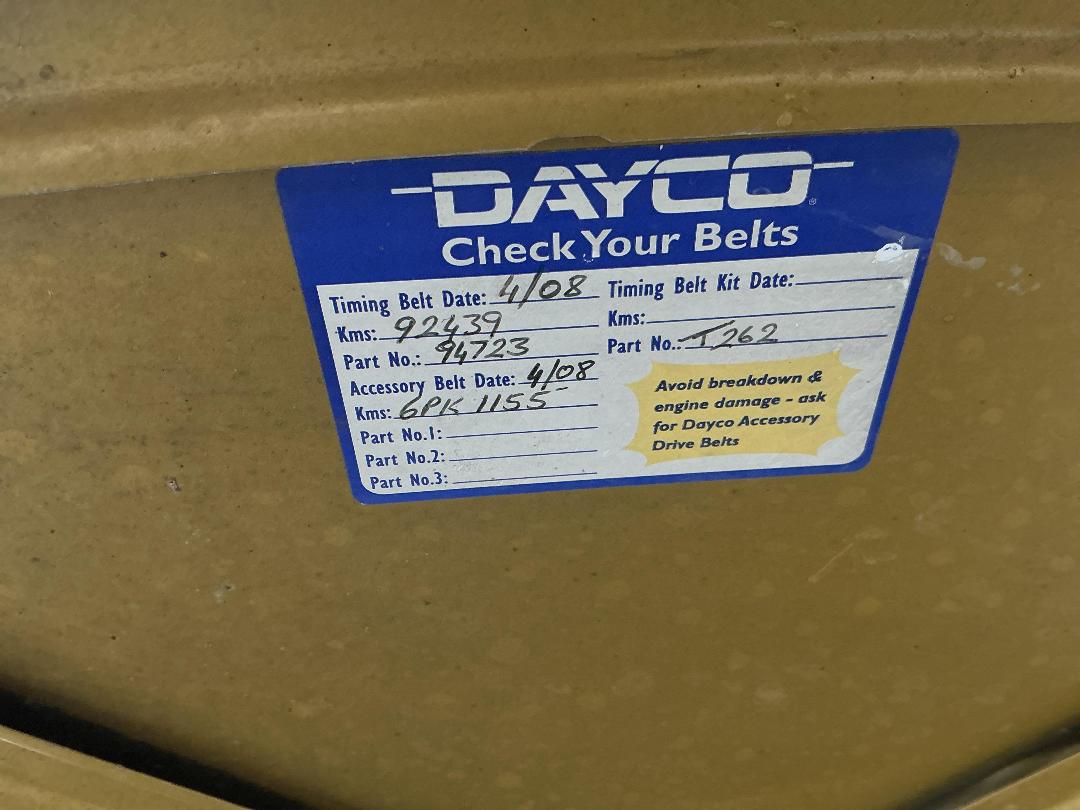 DAYCO®
Check Your Belts
Timing Belt Date: 4/08
Kms: 92439
Part No.: 94723
Accessory Belt Date: 4/08
Kms: 6PK 1155
Part No.1:
Part No.2:
Part No.3:
Timing Belt Kit Date:
Kms:
Part No.: T262
Avoid breakdown &
engine damage - ask
for Dayco Accessory
Drive Belts